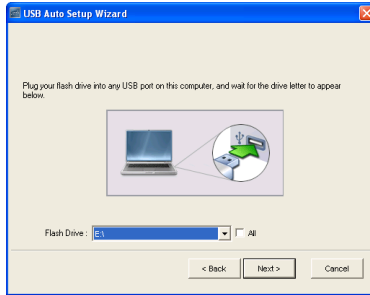 USB Auto Setup Wizard
Plug your flash drive into any USB port on this computer, and wait for the drive letter to appear
below.
Flash Drive : E:\ All
< Back Next > Cancel